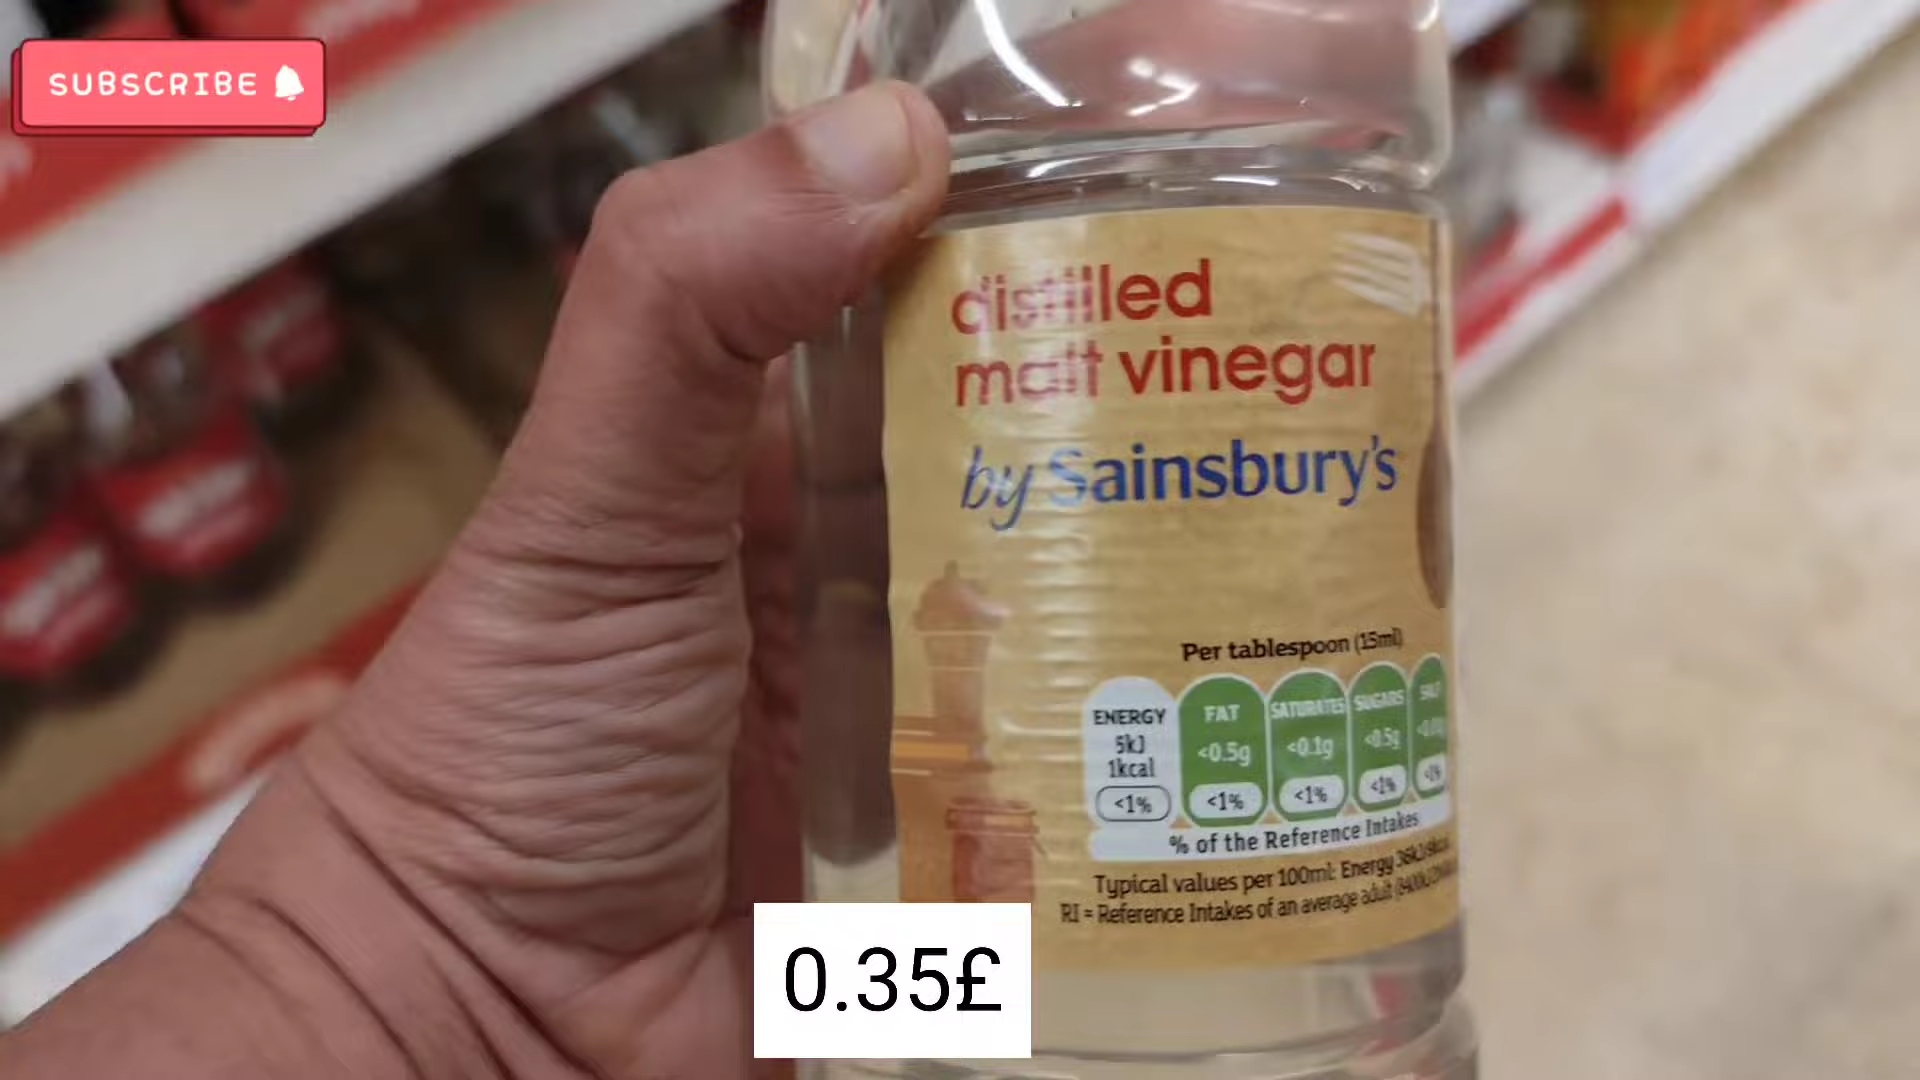 SUBSCRIBE
distilled
malt vinegar
by Sainsbury's
Per tablespoon (15ml)
ENERGY
5kJ
1kcal
<1%
FAT
<0.5g
<1%
SATURATES
<0.1g
<1%
SUGARS
<0.5g
<1%
SALT
<1%
% of the Reference Intakes
Typical values per 100ml: Energy
RI = Reference Intakes of an average adult
0.35£